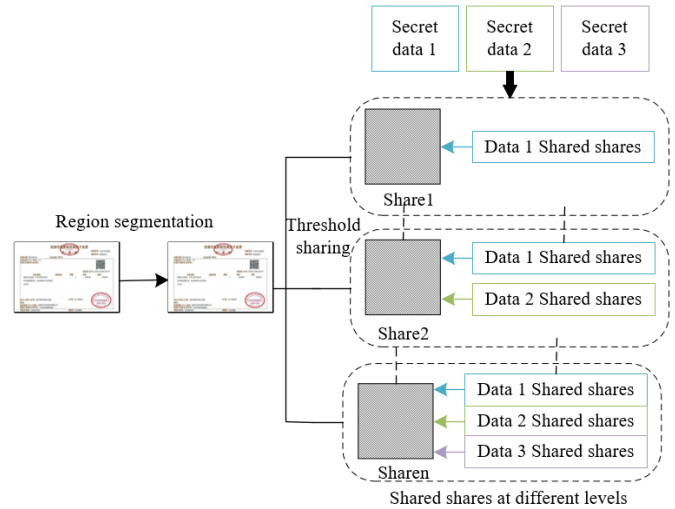 Secret
data 1
Secret
data 2
Secret
data 3
Data 1 Shared shares
Share1
Region segmentation
Threshold
sharing
Data 1 Shared shares
Data 2 Shared shares
Share2
Data 1 Shared shares
Data 2 Shared shares
Data 3 Shared shares
Sharen
Shared shares at different levels